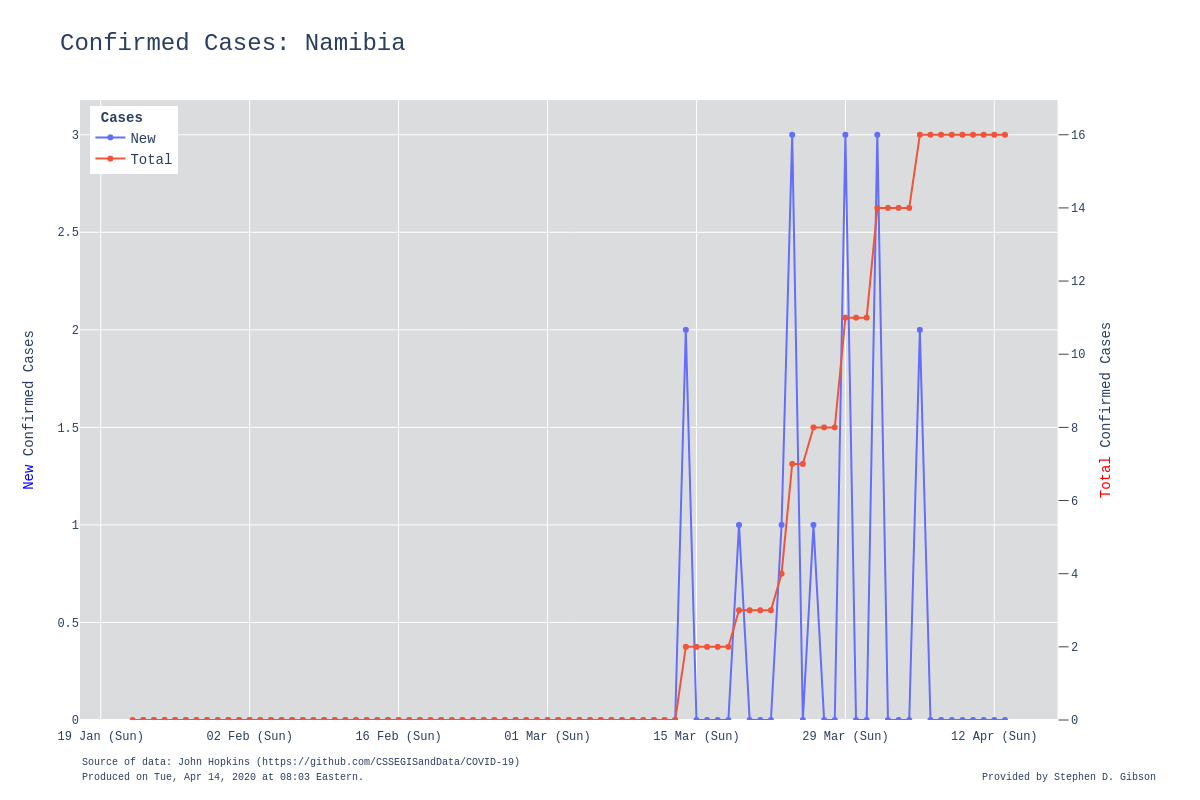 Confirmed Cases: Namibia
Cases
New
Total
3
2.5
2
1.5
1
0.5
0
16
14
12
10
8
6
4
2
0
New Confirmed Cases
Total Confirmed Cases
19 Jan (Sun) 02 Feb (Sun) 16 Feb (Sun) 01 Mar (Sun) 15 Mar (Sun) 29 Mar (Sun) 12 Apr (Sun)
Source of data: John Hopkins (https://github.com/CSSEGISandData/COVID-19)
Produced on Tue, Apr 14, 2020 at 08:03 Eastern.
Provided by Stephen D. Gibson